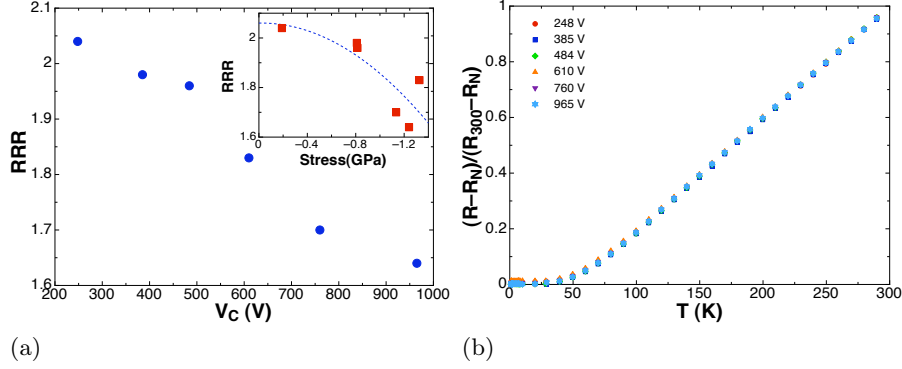 2.1
2
1.9
1.8
1.7
1.6
RRR
200 300 400 500 600 700 800 900 1000
V_C (V)
2
1.8
1.6
RRR
0 −0.4 −0.8 −1.2
Stress(GPa)
(a)
1
0.8
0.6
0.4
0.2
0
(R−R_N)/(R_300−R_N)
248 V
385 V
484 V
610 V
760 V
965 V
0 50 100 150 200 250 300
T (K)
(b)